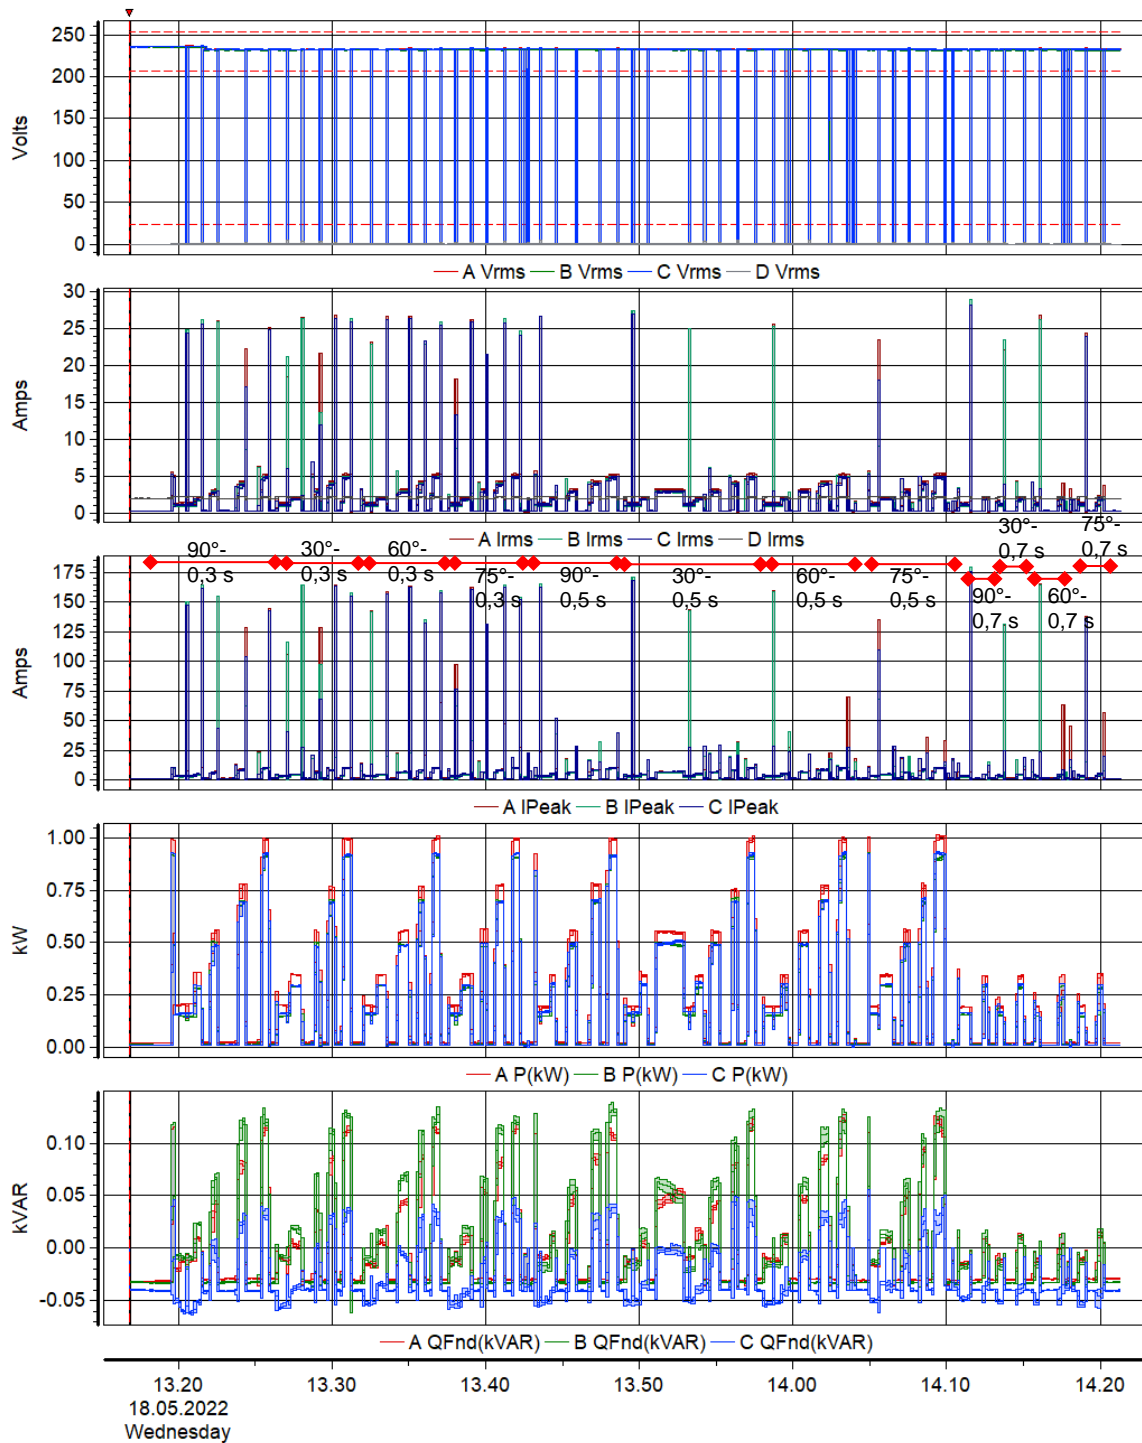 250
200
150
100
50
0
Volts
A Vrms B Vrms C Vrms D Vrms
30
25
20
15
10
5
0
Amps
A Irms B Irms C Irms D Irms
90°-
0,3 s
30°-
0,3 s
60°-
0,3 s
75°-
0,3 s
90°-
0,5 s
30°-
0,5 s
60°-
0,5 s
75°-
0,5 s
90°-
0,7 s
30°-
0,7 s
60°-
0,7 s
75°-
0,7 s
175
150
125
100
75
50
25
0
Amps
A IPeak B IPeak C IPeak
1.00
0.75
0.50
0.25
0.00
kW
A P(kW) B P(kW) C P(kW)
0.10
0.05
0.00
-0.05
kVAR
A QFnd(kVAR) B QFnd(kVAR) C QFnd(kVAR)
13.20 13.30 13.40 13.50 14.00 14.10 14.20
18.05.2022
Wednesday